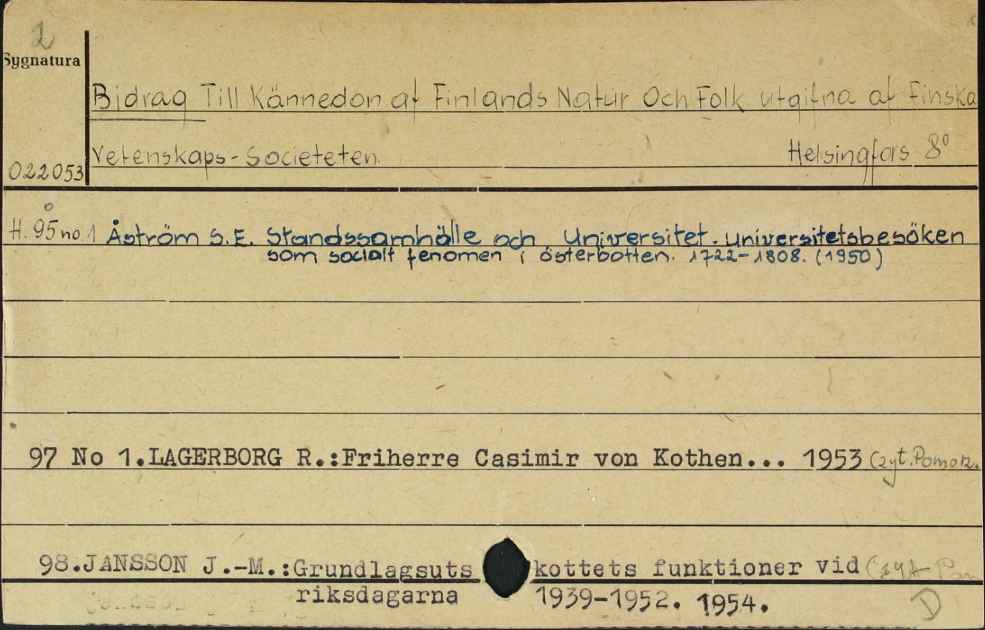 2
Sygnatura
Bidrag Till Kännedon af Finlands Natur Och Folk utgifna af Finska
Vetenskaps-Societeten. Helsingfors 8°
022053
H. 95 no 1 Åström S.E. Standssamhälle och Universitet. universitetsbesöken
som socialt fenomen i österbotten. 1722-1808. (1950)
97 No 1.LAGERBORG R.:Friherre Casimir von Kothen... 1953 (Czyt.Pomorz.
98.JANSSON J.-M.:Grundlagsuts kottets funktioner vid
riksdagarna 1939-1952. 1954. D